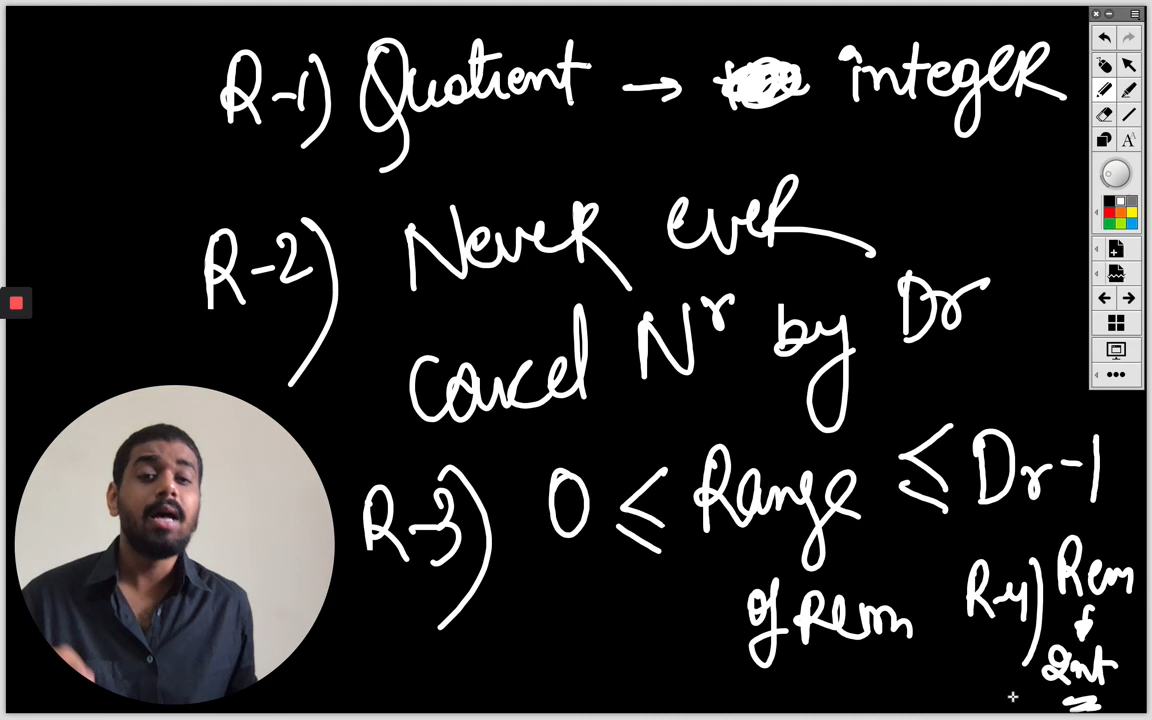 R-1) Quotient → integer
R-2) Never ever
Cancel Nr by Dr
R-3) 0 ≤ Range ≤ Dr-1
of Rem
R-4) Rem
↓
Int
A